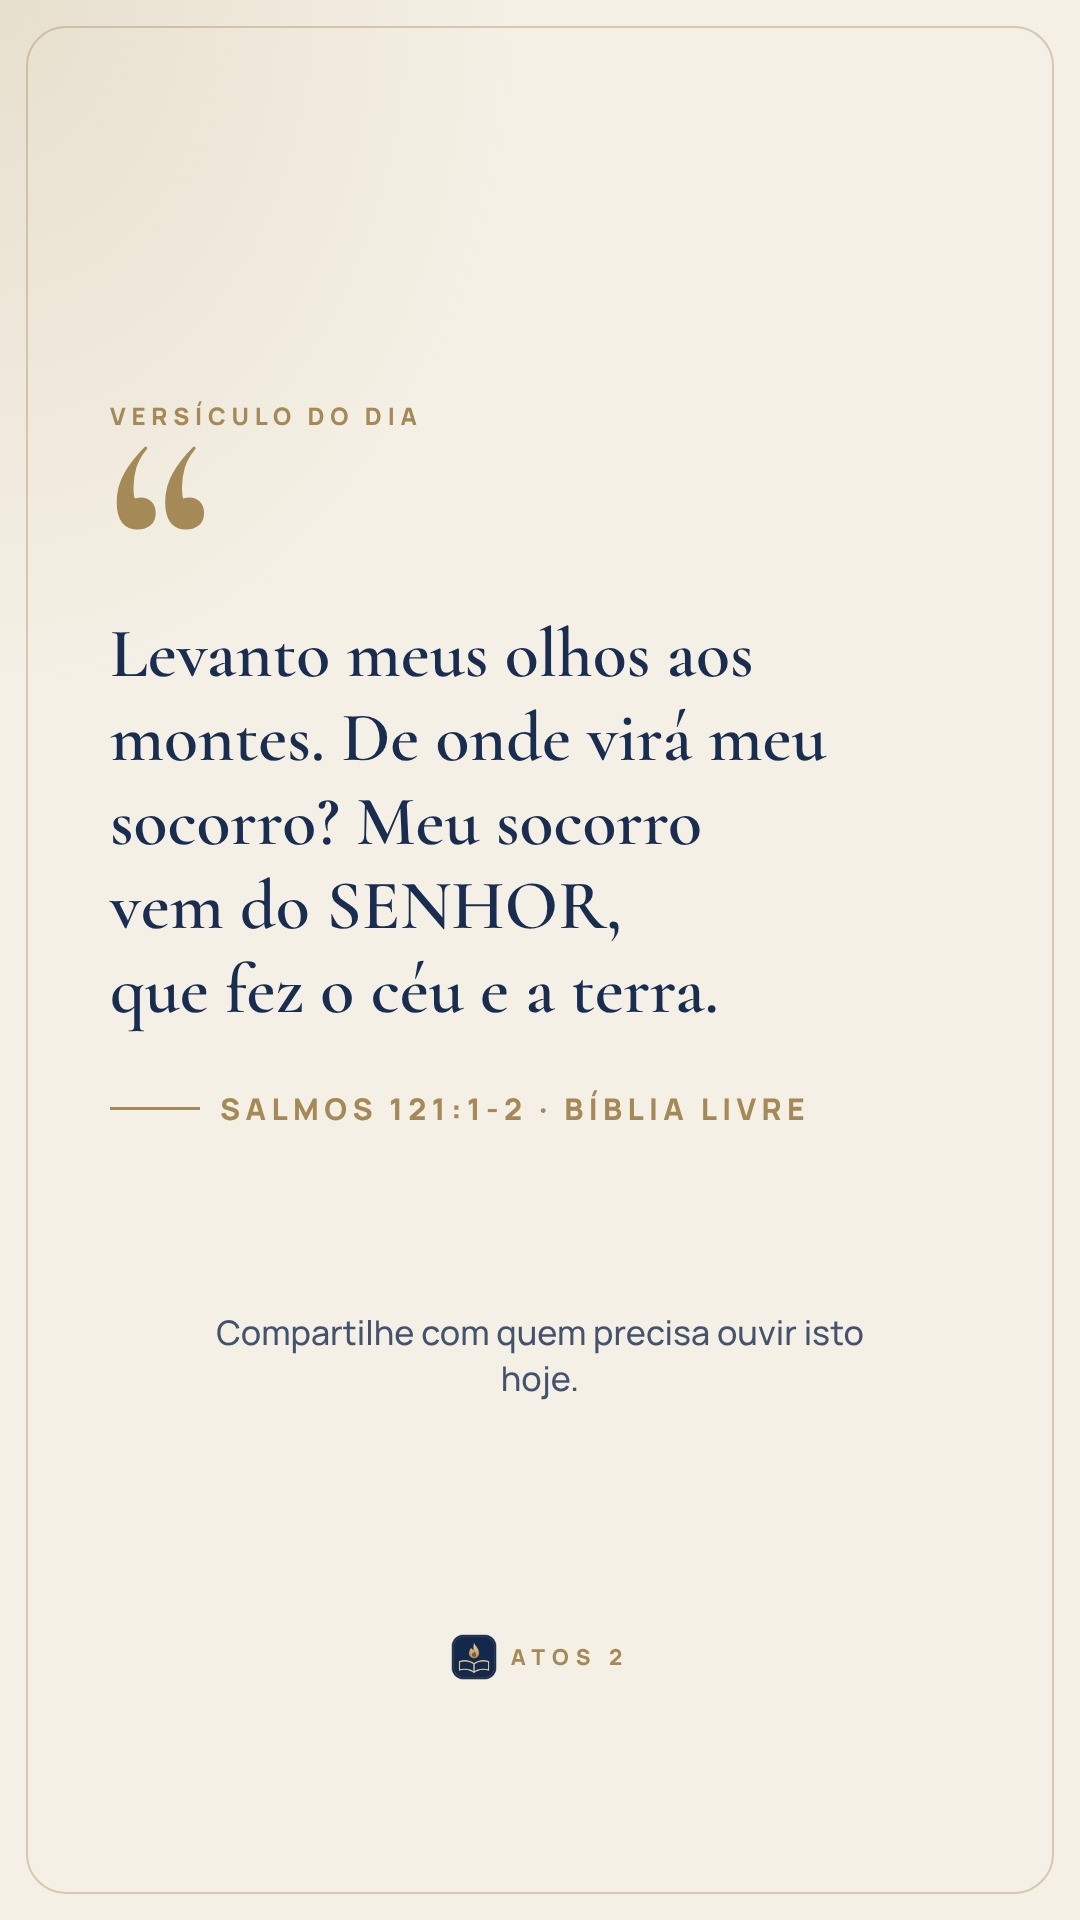 VERSÍCULO DO DIA
“
Levanto meus olhos aos
montes. De onde virá meu
socorro? Meu socorro
vem do SENHOR,
que fez o céu e a terra.
SALMOS 121:1-2 · BÍBLIA LIVRE
Compartilhe com quem precisa ouvir isto
hoje.
ATOS 2